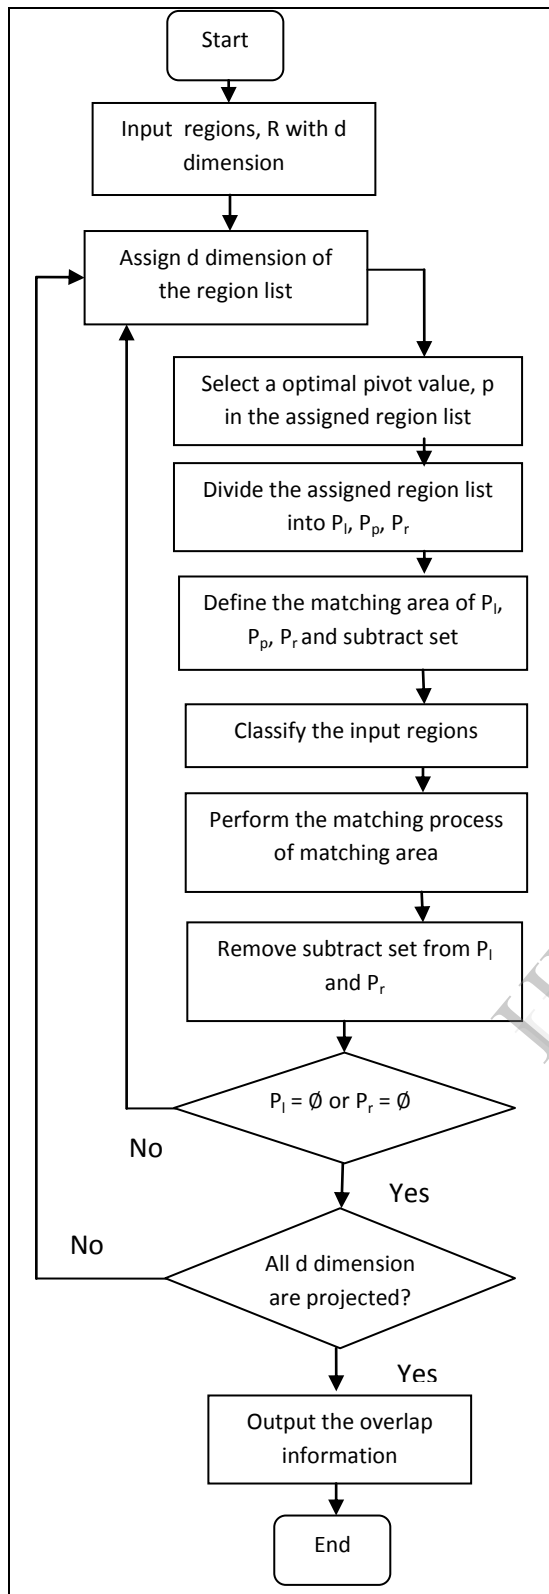 Start
Input regions, R with d
dimension
Assign d dimension of
the region list
Select a optimal pivot value, p
in the assigned region list
Divide the assigned region list
into Pl, Pp, Pr
Define the matching area of Pl,
Pp, Pr and subtract set
Classify the input regions
Perform the matching process
of matching area
Remove subtract set from Pl
and Pr
Pl = Ø or Pr = Ø
No
Yes
No
All d dimension
are projected?
Yes
Output the overlap
information
End